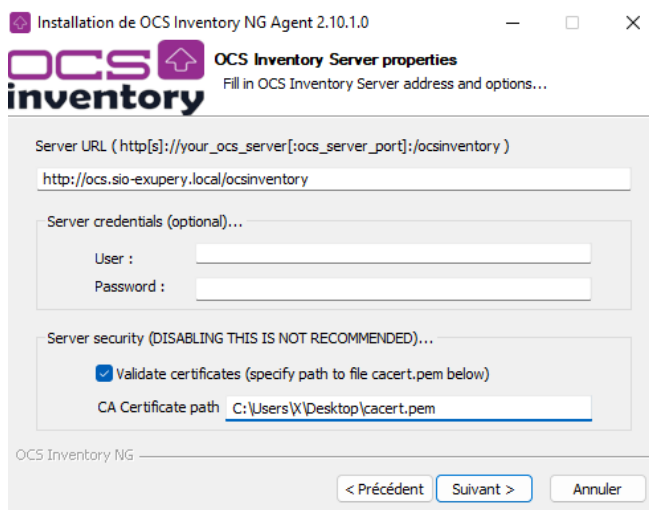 Installation de OCS Inventory NG Agent 2.10.1.0
OCS
inventory
OCS Inventory Server properties
Fill in OCS Inventory Server address and options...
Server URL ( http[s]://your_ocs_server[:ocs_server_port]:/ocsinventory )
http://ocs.sio-exupery.local/ocsinventory
Server credentials (optional)...
User :
Password :
Server security (DISABLING THIS IS NOT RECOMMENDED)...
Validate certificates (specify path to file cacert.pem below)
CA Certificate path C:\Users\X\Desktop\cacert.pem
OCS Inventory NG
< Précédent Suivant > Annuler